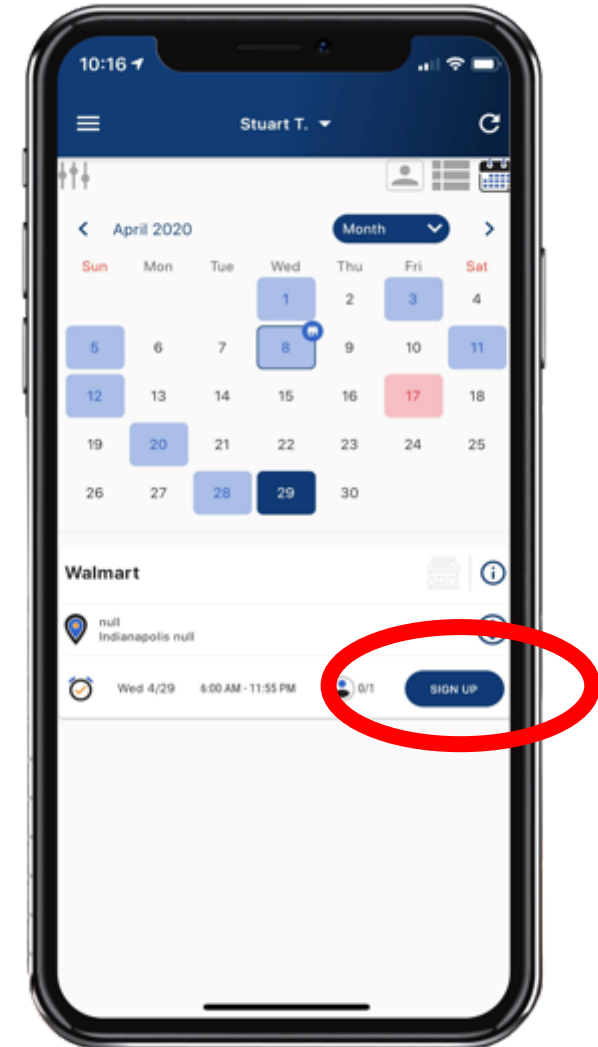 10:16
Stuart T.
April 2020 Month
Sun Mon Tue Wed Thu Fri Sat
1 2 3 4
5 6 7 8 9 10 11
12 13 14 15 16 17 18
19 20 21 22 23 24 25
26 27 28 29 30
Walmart
null
Indianapolis null
Wed 4/29 6:00 AM - 11:55 PM 0/1 SIGN UP